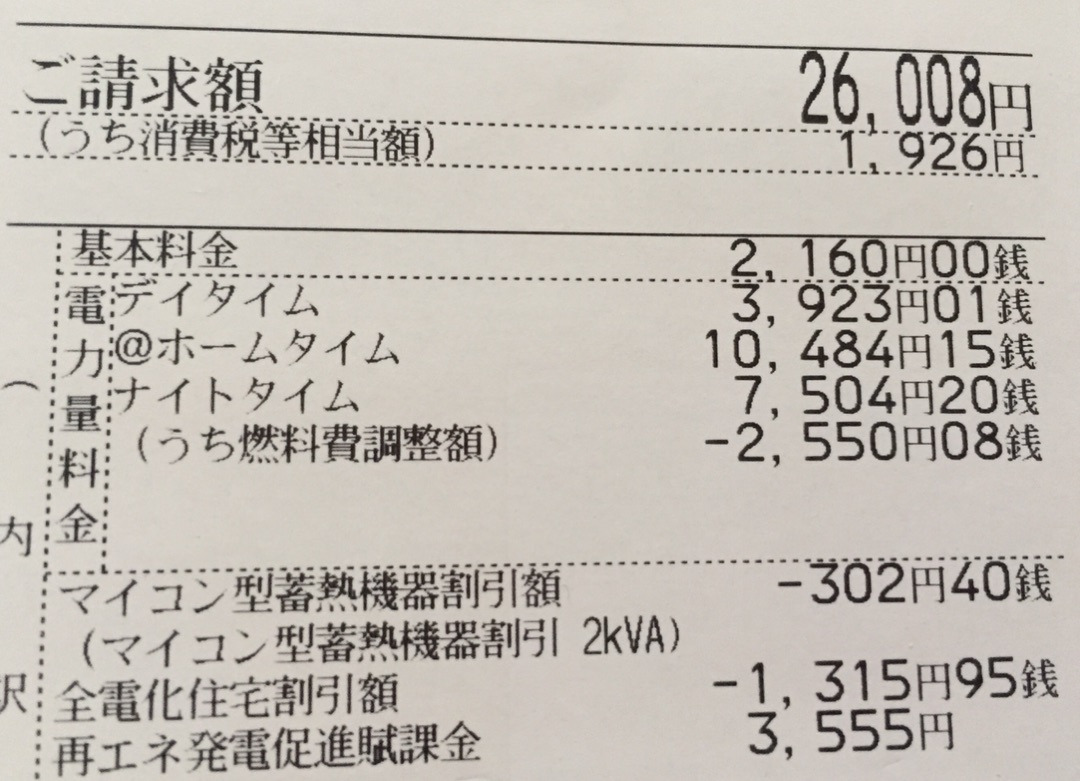 ご請求額 26,008円
(うち消費税等相当額) 1,926円
基本料金 2,160円00銭
電力量料金
デイタイム 3,923円01銭
@ホームタイム 10,484円15銭
ナイトタイム 7,504円20銭
(うち燃料費調整額) -2,550円08銭
マイコン型蓄熱機器割引額 -302円40銭
(マイコン型蓄熱機器割引 2kVA)
全電化住宅割引額 -1,315円95銭
再エネ発電促進賦課金 3,555円
(内訳